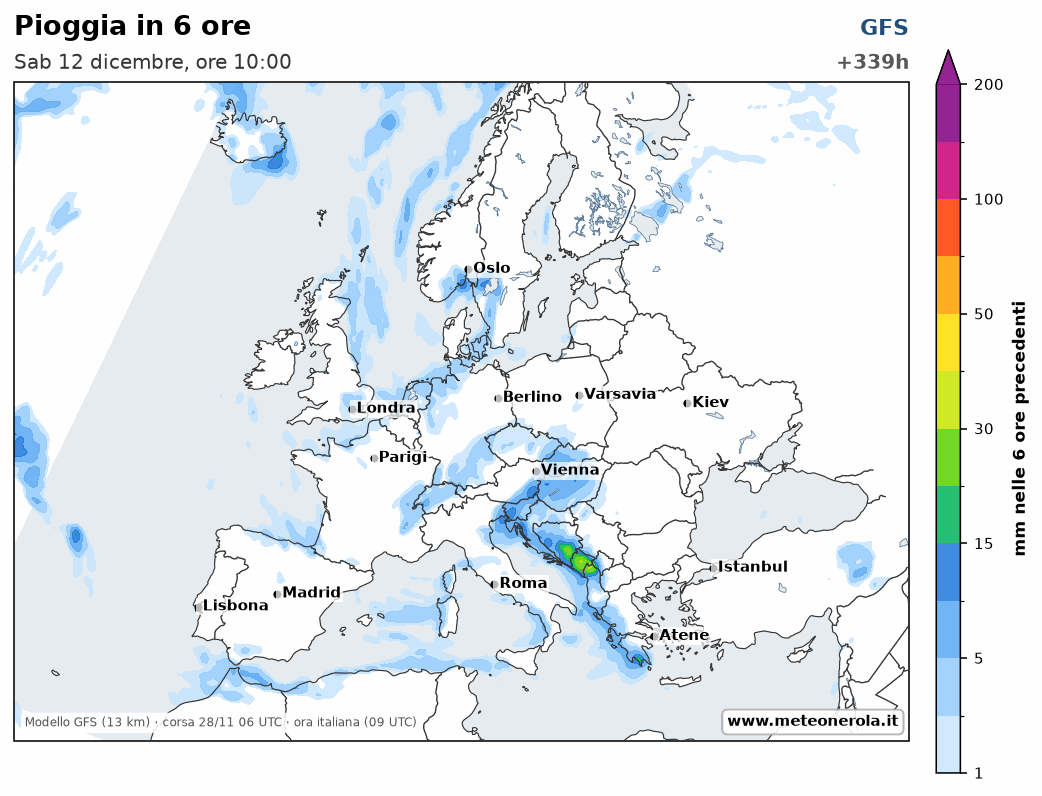 Pioggia in 6 ore
GFS
Sab 12 dicembre, ore 10:00
+339h
200
100
50
30
15
5
1
mm nelle 6 ore precedenti
Oslo
Berlino
Varsavia
Kiev
Londra
Parigi
Vienna
Istanbul
Roma
Madrid
Lisbona
Atene
Modello GFS (13 km) · corsa 28/11 06 UTC · ora italiana (09 UTC)
www.meteonerola.it